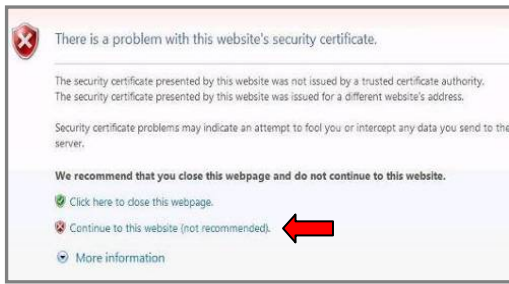 There is a problem with this website's security certificate.
The security certificate presented by this website was not issued by a trusted certificate authority.
The security certificate presented by this website was issued for a different website's address.
Security certificate problems may indicate an attempt to fool you or intercept any data you send to the
server.
We recommend that you close this webpage and do not continue to this website.
Click here to close this webpage.
Continue to this website (not recommended).
More information